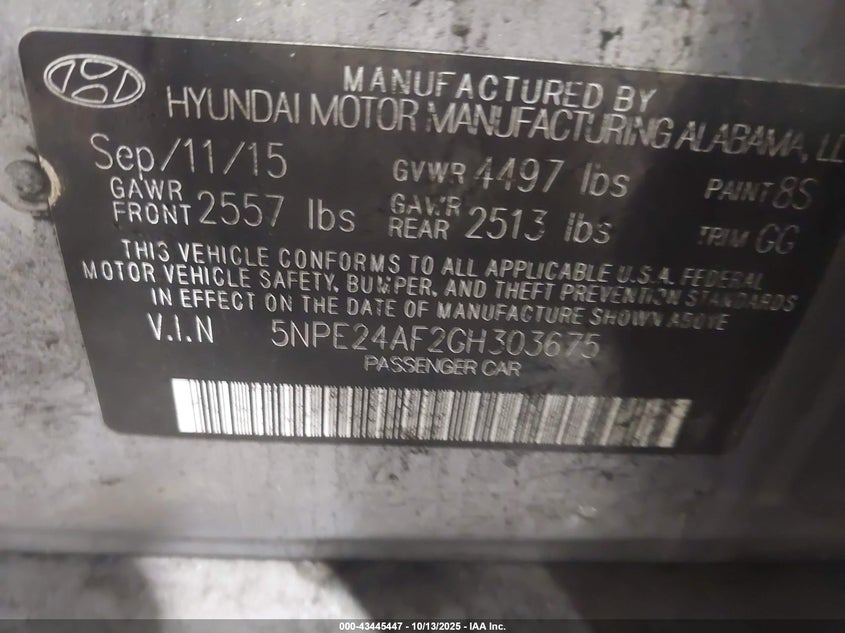 MANUFACTURED BY
HYUNDAI MOTOR MANUFACTURING ALABAMA, LL
Sep/11/15 GVWR 4497 lbs PAINT 8S
GAWR FRONT 2557 lbs GAWR REAR 2513 lbs TRIM GG
THIS VEHICLE CONFORMS TO ALL APPLICABLE U.S.A. FEDERAL
MOTOR VEHICLE SAFETY, BUMPER, AND THEFT PREVENTION STANDARDS
IN EFFECT ON THE DATE OF MANUFACTURE SHOWN ABOVE
V.I.N 5NPE24AF2GH303675
PASSENGER CAR
000-43445447 | 10/13/2025 | IAA Inc.